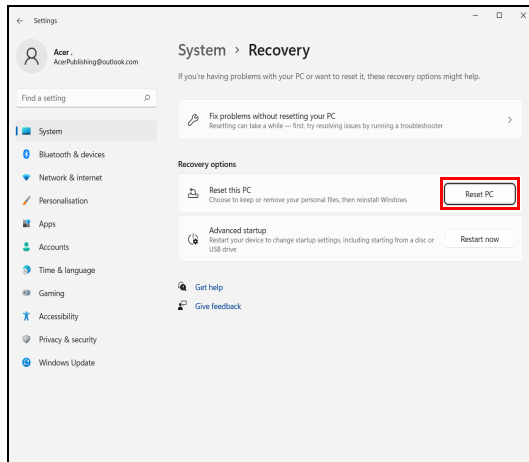 Settings
Acer .
AcerPublishing@outlook.com
Find a setting
System
Bluetooth & devices
Network & internet
Personalisation
Apps
Accounts
Time & language
Gaming
Accessibility
Privacy & security
Windows Update
System > Recovery
If you're having problems with your PC or want to reset it, these recovery options might help.
Fix problems without resetting your PC
Resetting can take a while — first, try resolving issues by running a troubleshooter
Recovery options
Reset this PC
Choose to keep or remove your personal files, then reinstall Windows
Reset PC
Advanced startup
Restart your device to change startup settings, including starting from a disc or
USB drive
Restart now
Get help
Give feedback